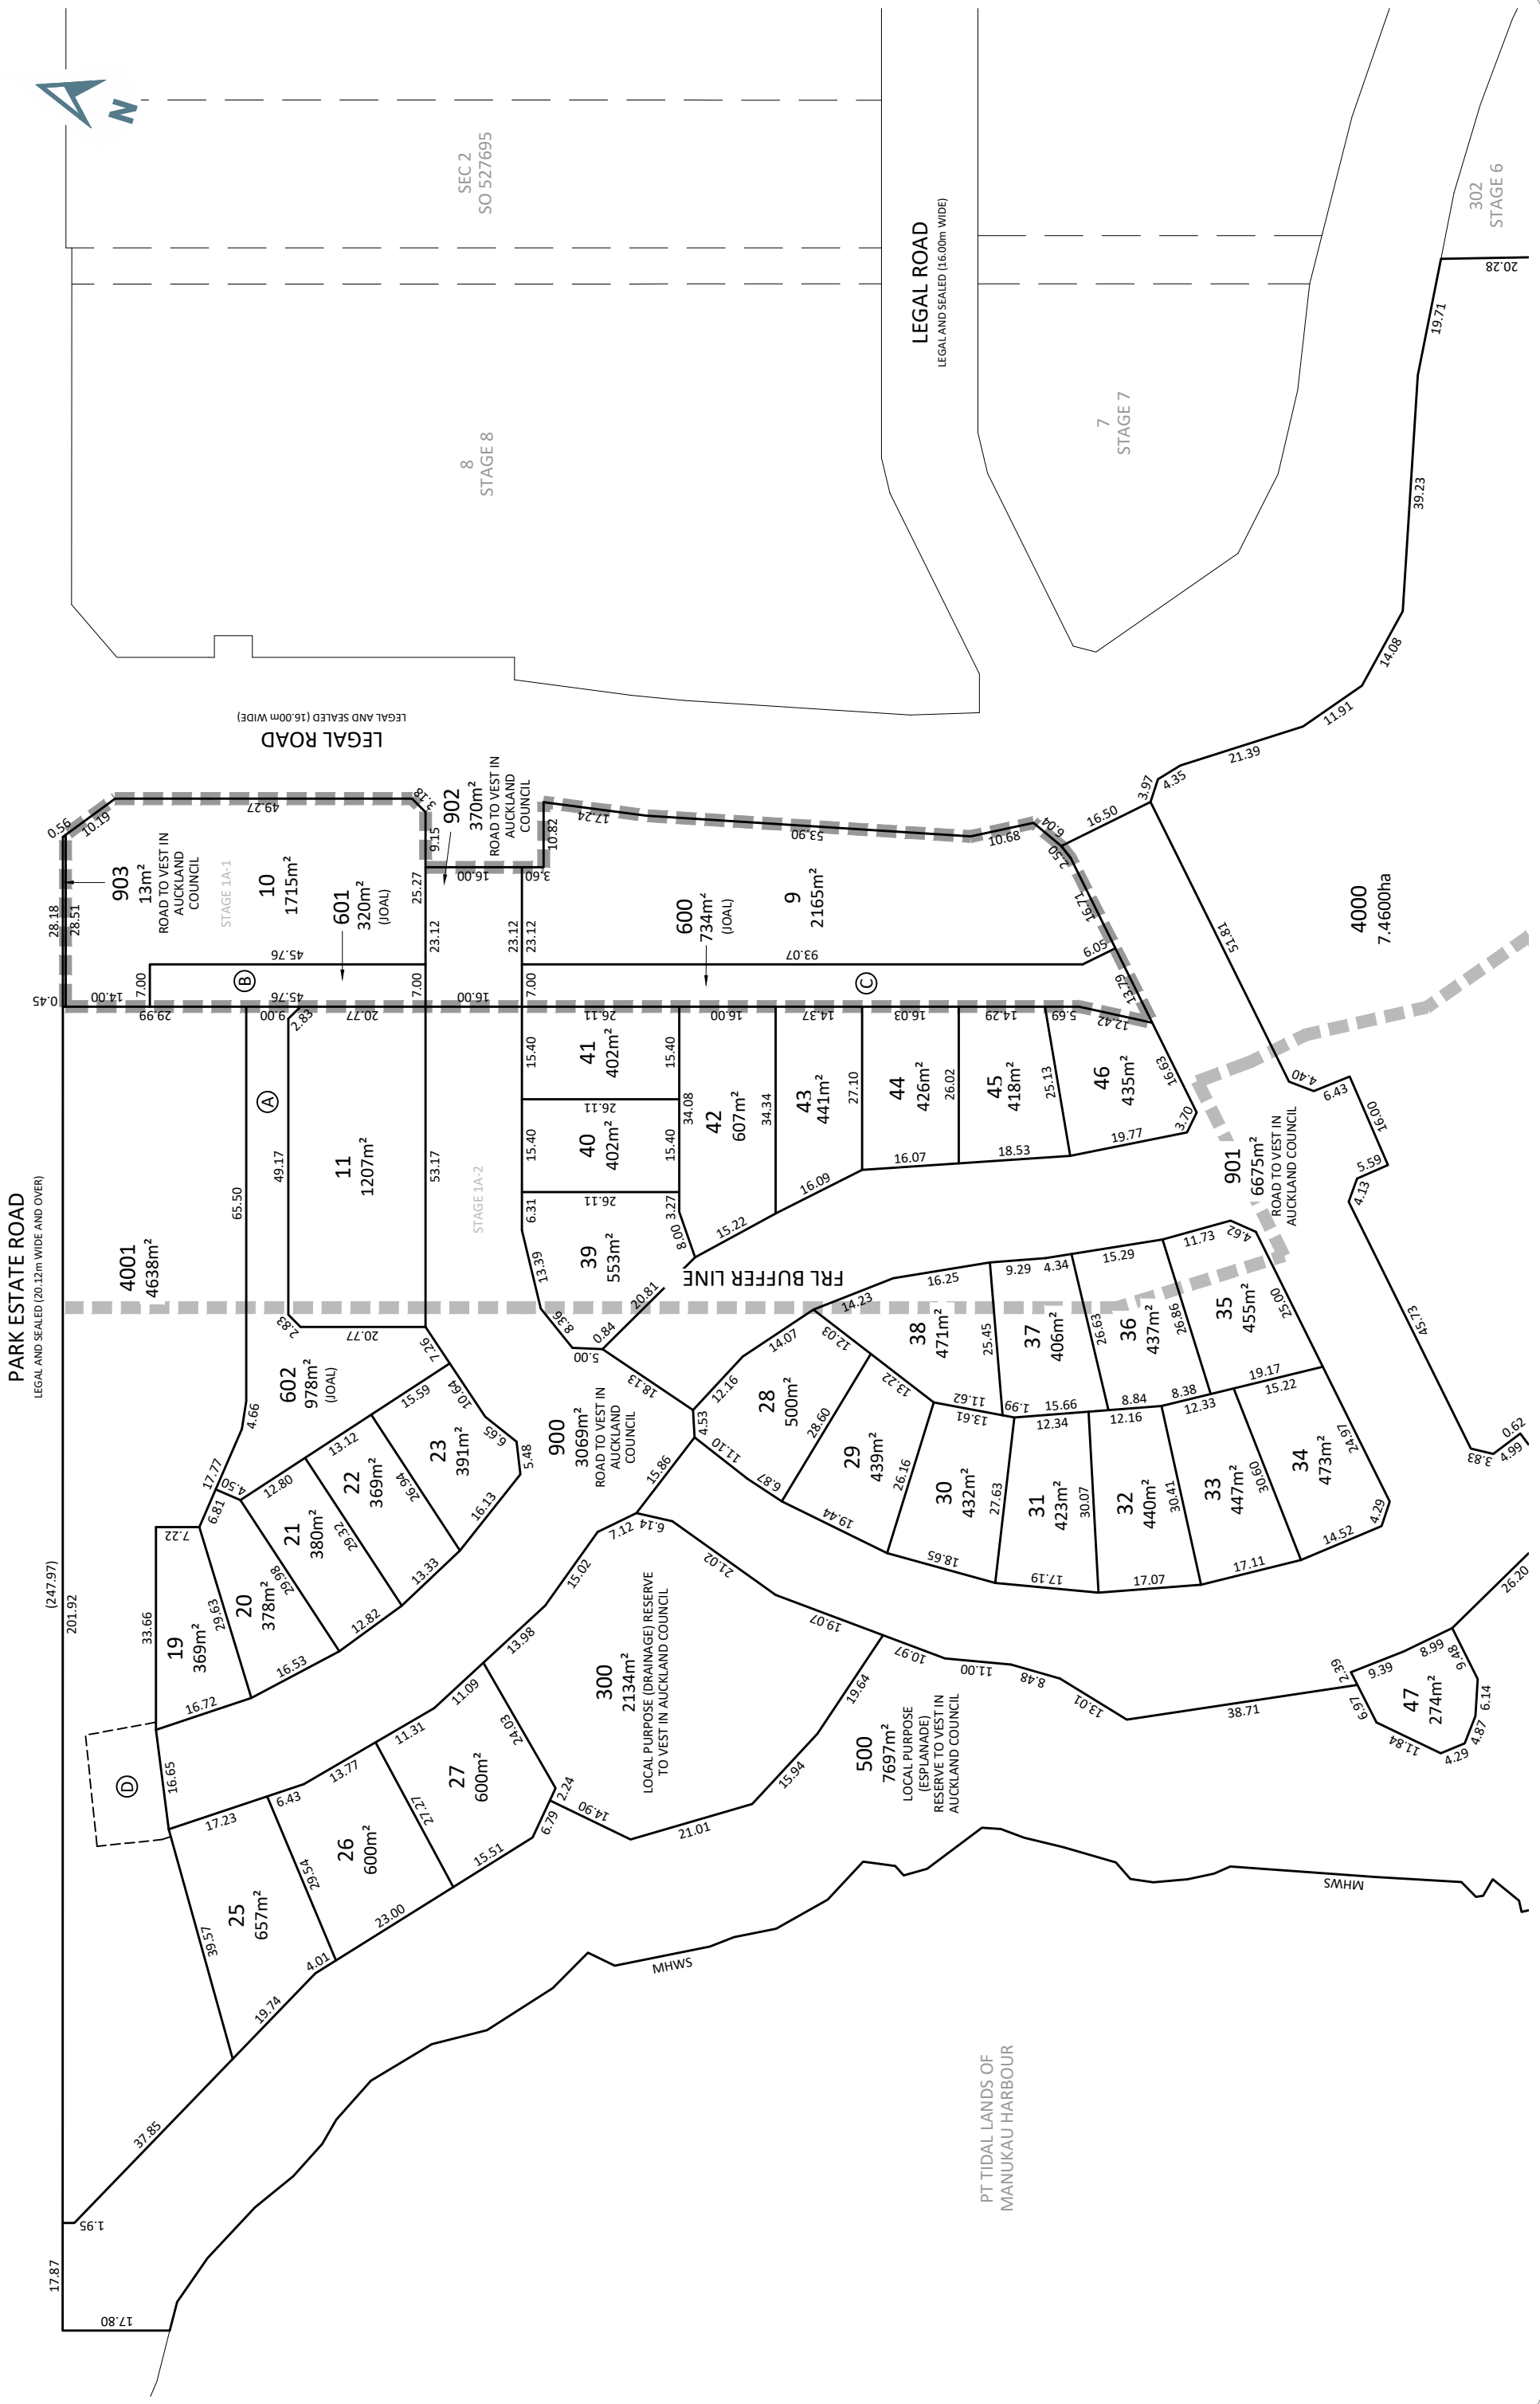 PARK ESTATE ROAD
LEGAL AND SEALED (20.12m WIDE AND OVER)
N
SEC 2
SO 527695
8
STAGE 8
LEGAL ROAD
LEGAL AND SEALED (16.00m WIDE)
7
STAGE 7
302
STAGE 6
20.28
19.71
39.23
14.08
11.91
21.39
4.35
3.97
16.50
LEGAL ROAD
LEGAL AND SEALED (16.00m WIDE)
0.56
10.19
49.27
3.18
9.15
28.18
28.51
903
13m²
ROAD TO VEST IN
AUCKLAND
COUNCIL
STAGE 1A-1
10
1715m²
601
320m²
(JOAL)
25.27
902
370m²
ROAD TO VEST IN
AUCKLAND
COUNCIL
16.00
3.60
10.82
17.24
53.90
10.68
6.04
2.50
16.71
9
2165m²
600
734m²
(JOAL)
93.07
6.05
13.79
23.12
23.12
23.12
45.76
45.76
B
C
7.00
7.00
7.00
16.00
0.45
14.00
29.99
9.00
20.77
2.83
26.11
16.00
14.37
16.03
14.29
5.69
12.42
A
49.17
65.50
11
1207m²
53.17
STAGE 1A-2
4001
4638m²
2.83
20.77
7.26
602
978m²
(JOAL)
4.66
17.77
4.50
6.81
15.40
41
402m²
15.40
26.11
15.40
40
402m²
15.40
26.11
6.31
3.27
8.00
39
553m²
13.39
8.36
5.00
0.84
20.81
18.13
34.08
42
607m²
34.34
15.22
16.09
43
441m²
27.10
44
426m²
26.02
16.07
45
418m²
25.13
18.53
46
435m²
16.63
3.70
19.77
FRL BUFFER LINE
51.81
4000
7.4600ha
4.40
6.43
16.00
5.59
4.13
901
6675m²
ROAD TO VEST IN
AUCKLAND COUNCIL
45.73
3.83
4.99
0.62
(247.97)
201.92
7.22
33.66
19
369m²
29.63
16.72
20
378m²
29.98
16.53
12.80
21
380m²
29.32
12.82
13.12
22
369m²
26.94
13.33
15.59
23
391m²
10.64
6.65
5.48
16.13
900
3069m²
ROAD TO VEST IN
AUCKLAND
COUNCIL
4.53
15.86
12.16
14.07
28
500m²
12.03
28.60
11.10
6.87
29
439m²
13.22
26.16
19.44
30
432m²
13.61
27.63
18.65
31
423m²
12.34
30.07
17.19
32
440m²
12.16
30.41
17.07
33
447m²
12.33
30.60
17.11
34
473m²
15.22
24.97
4.29
14.52
14.23
16.25
38
471m²
11.62
25.45
9.29
4.34
37
406m²
1.99
15.66
26.63
15.29
36
437m²
8.84
26.86
8.38
11.73
4.62
35
455m²
25.00
19.17
D
16.65
17.23
25
657m²
39.57
29.54
19.74
4.01
6.43
13.77
26
600m²
27.27
23.00
11.31
11.09
27
600m²
24.03
2.24
6.79
15.51
13.98
15.02
7.12
6.14
21.02
19.07
300
2134m²
LOCAL PURPOSE (DRAINAGE) RESERVE
TO VEST IN AUCKLAND COUNCIL
14.90
21.01
15.94
19.64
10.97
11.00
8.48
13.01
38.71
500
7697m²
LOCAL PURPOSE
(ESPLANADE)
RESERVE TO VEST IN
AUCKLAND COUNCIL
2.39
9.39
8.99
9.48
6.14
4.87
4.29
11.84
6.97
47
274m²
26.20
MHWS
MHWS
PT TIDAL LANDS OF
MANUKAU HARBOUR
37.85
1.95
17.87
17.80